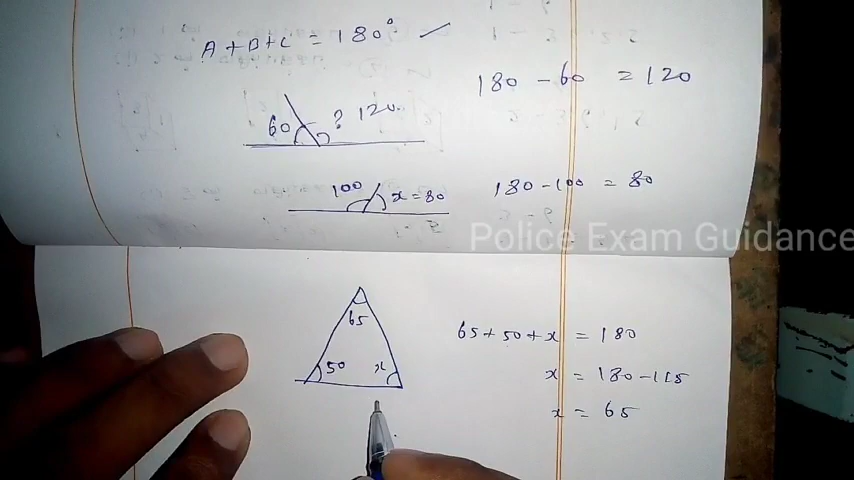 A + B + C = 180°
180 - 60 = 120
60 ? 120
100 x = 80 180 - 100 = 80
Police Exam Guidance
65
65 + 50 + x = 180
50 x
x = 180 - 115
x = 65